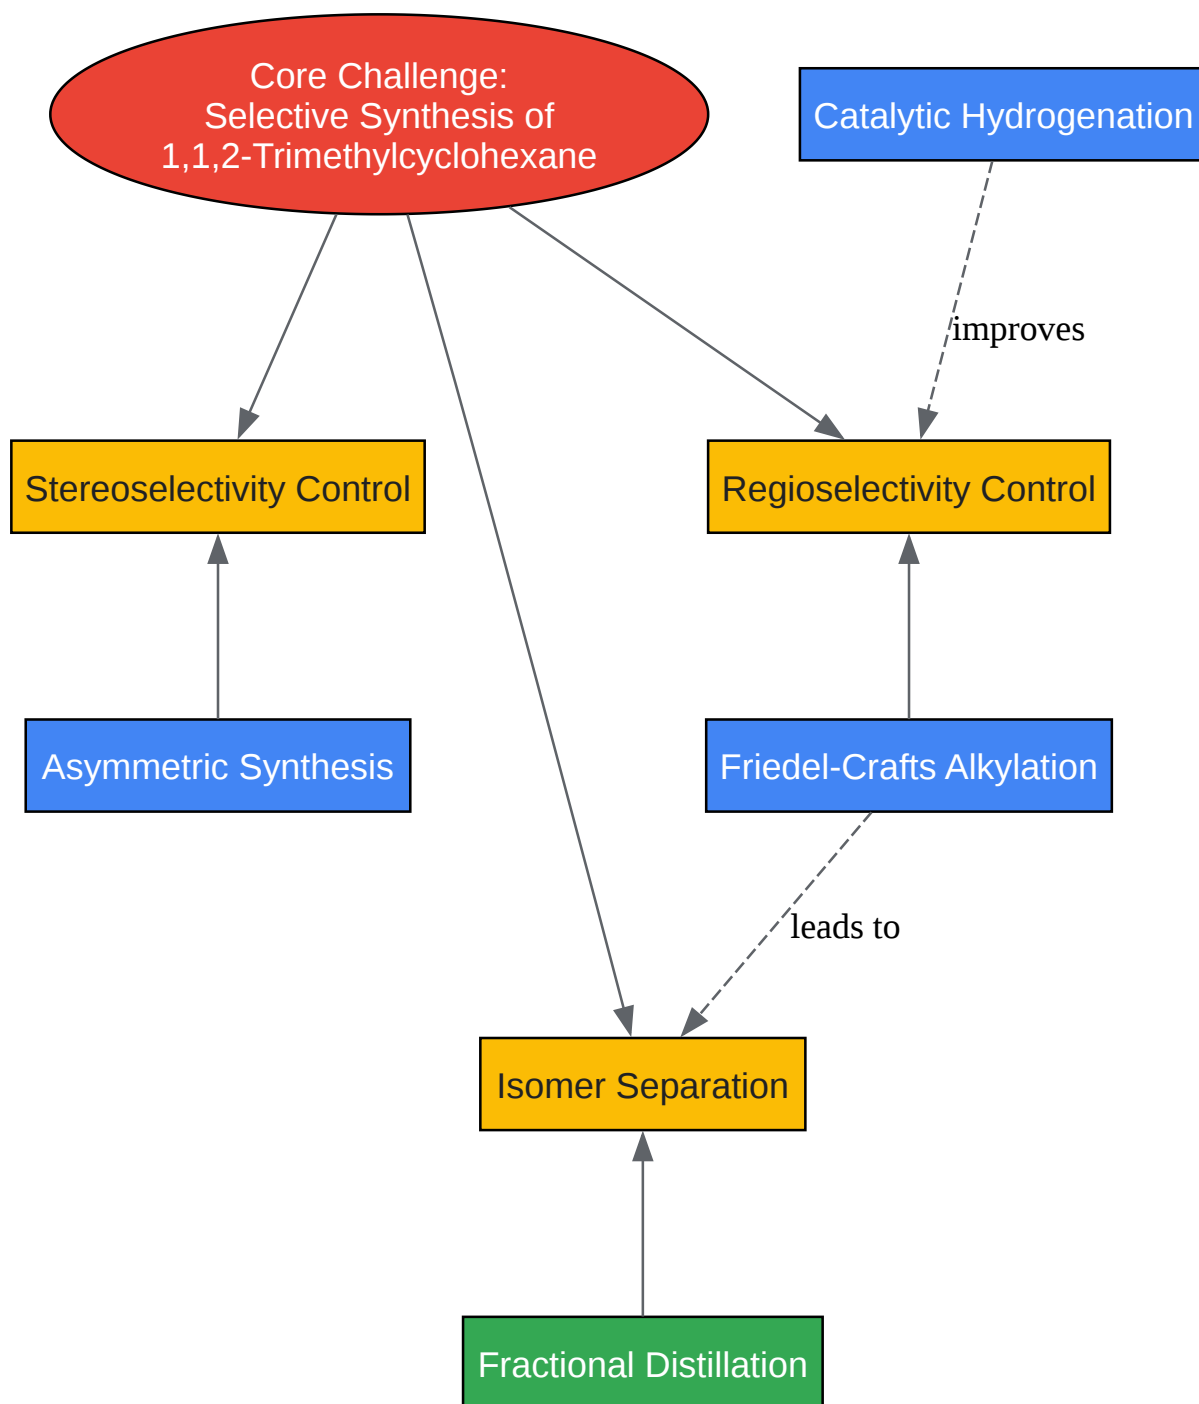 Core Challenge:
Selective Synthesis of
1,1,2-Trimethylcyclohexane
Catalytic Hydrogenation
improves
Stereoselectivity Control
Regioselectivity Control
Asymmetric Synthesis
Friedel-Crafts Alkylation
leads to
Isomer Separation
Fractional Distillation